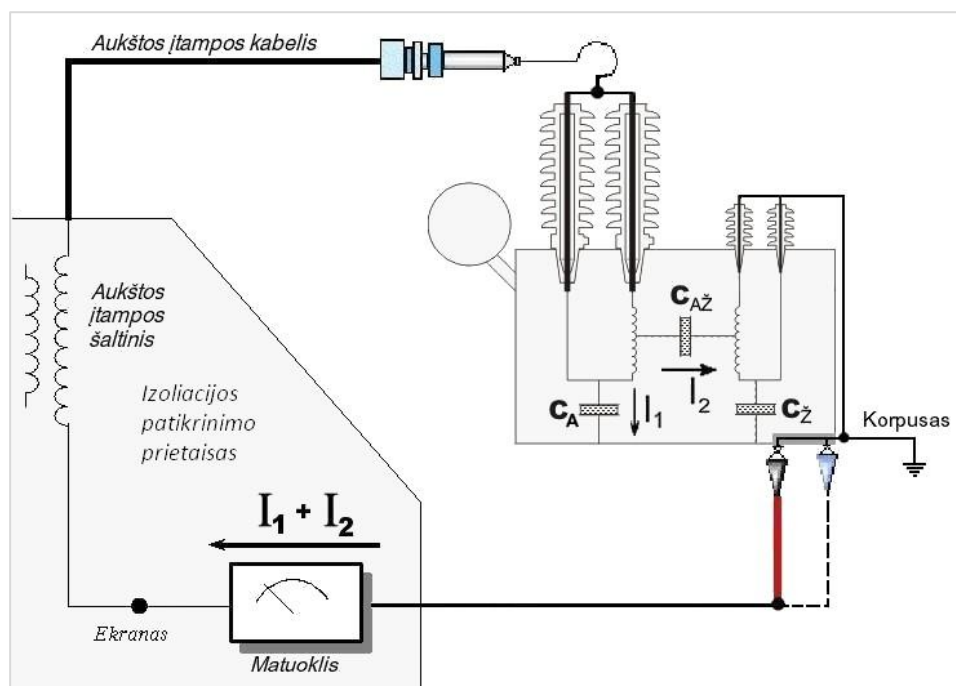 Aukštos įtampos kabelis
Aukštos
įtampos
šaltinis
Izoliacijos
patikrinimo
prietaisas
CAŽ
I2
CA
I1
CŽ
Korpusas
I1 + I2
Ekranas
Matuoklis